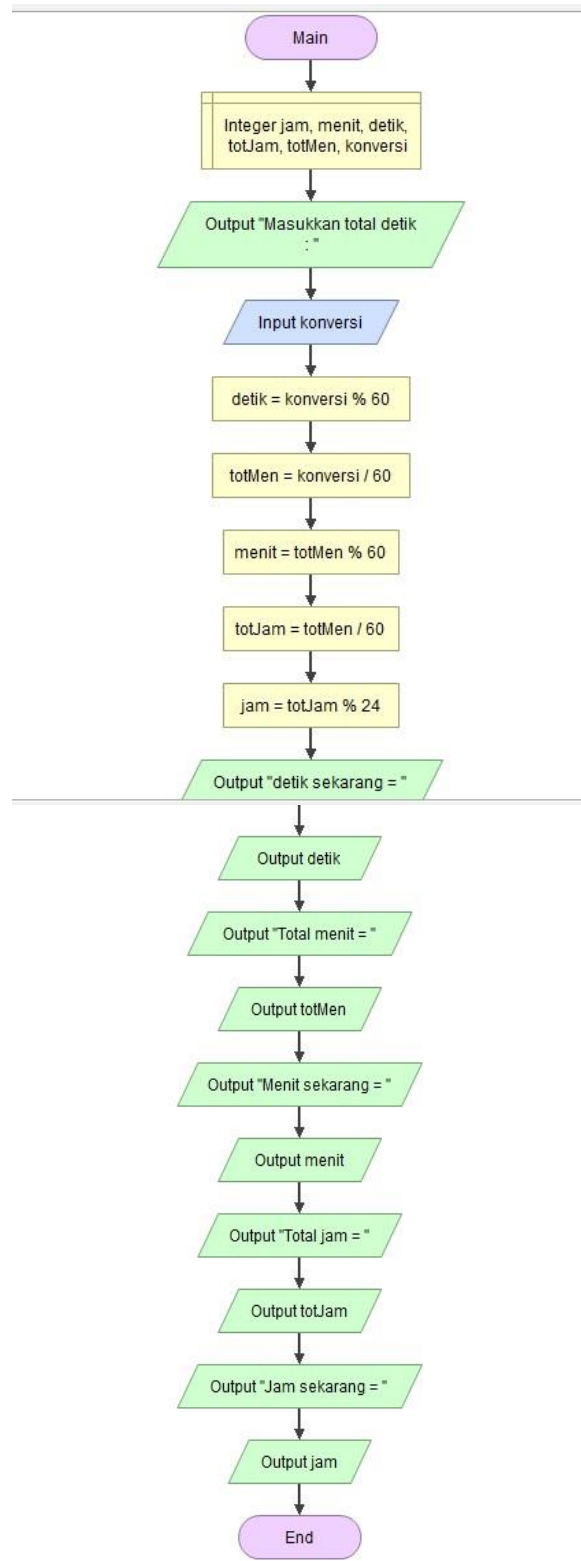 Main
Integer jam, menit, detik,
totJam, totMen, konversi
Output "Masukkan total detik
: "
Input konversi
detik = konversi % 60
totMen = konversi / 60
menit = totMen % 60
totJam = totMen / 60
jam = totJam % 24
Output "detik sekarang = "
Output detik
Output "Total menit = "
Output totMen
Output "Menit sekarang = "
Output menit
Output "Total jam = "
Output totJam
Output "Jam sekarang = "
Output jam
End